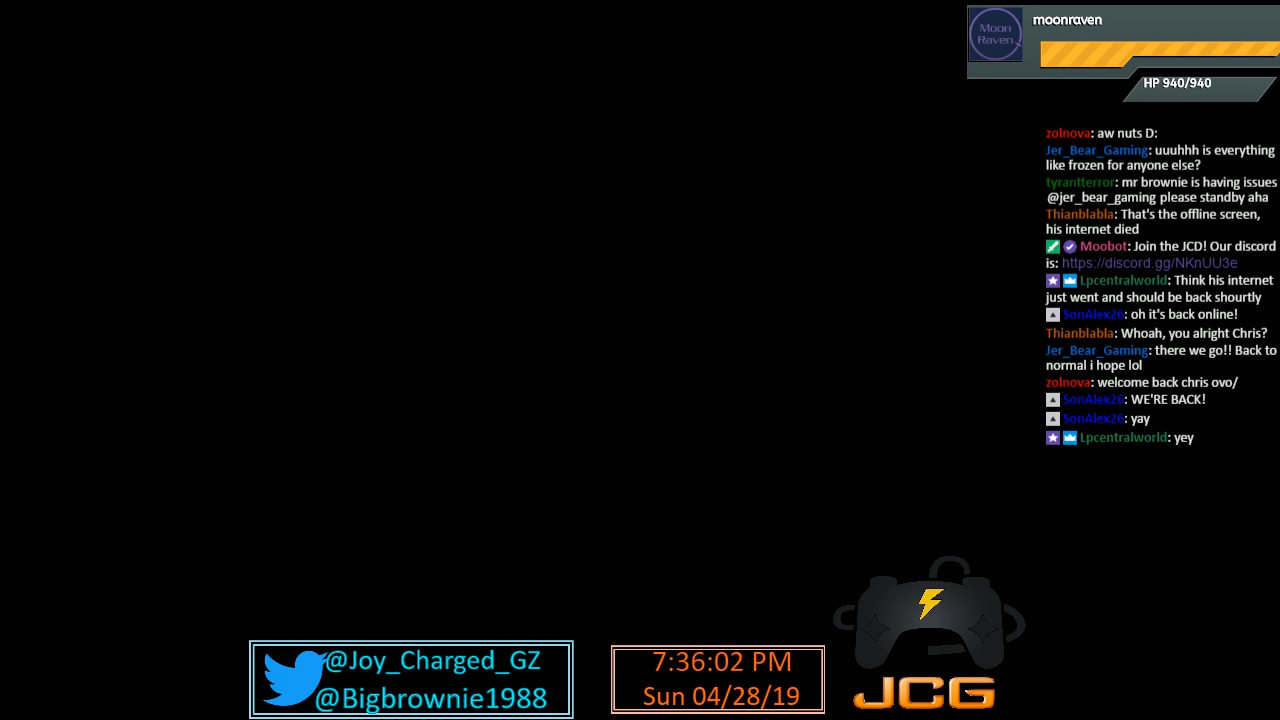 Moon
Raven
moonraven
HP 940/940
zolnova: aw nuts D:
Jer_Bear_Gaming: uuuhhh is everything
like frozen for anyone else?
tyrantterror: mr brownie is having issues
@jer_bear_gaming please standby aha
Thianblabla: That's the offline screen,
his internet died
Moobot: Join the JCD! Our discord
is: https://discord.gg/NKnUU3e
Lpcentralworld: Think his internet
just went and should be back shourtly
SonAlex26: oh it's back online!
Thianblabla: Whoah, you alright Chris?
Jer_Bear_Gaming: there we go!! Back to
normal i hope lol
zolnova: welcome back chris ovo/
SonAlex26: WE'RE BACK!
SonAlex26: yay
Lpcentralworld: yey
@Joy_Charged_GZ
@Bigbrownie1988
7:36:02 PM
Sun 04/28/19
JCG